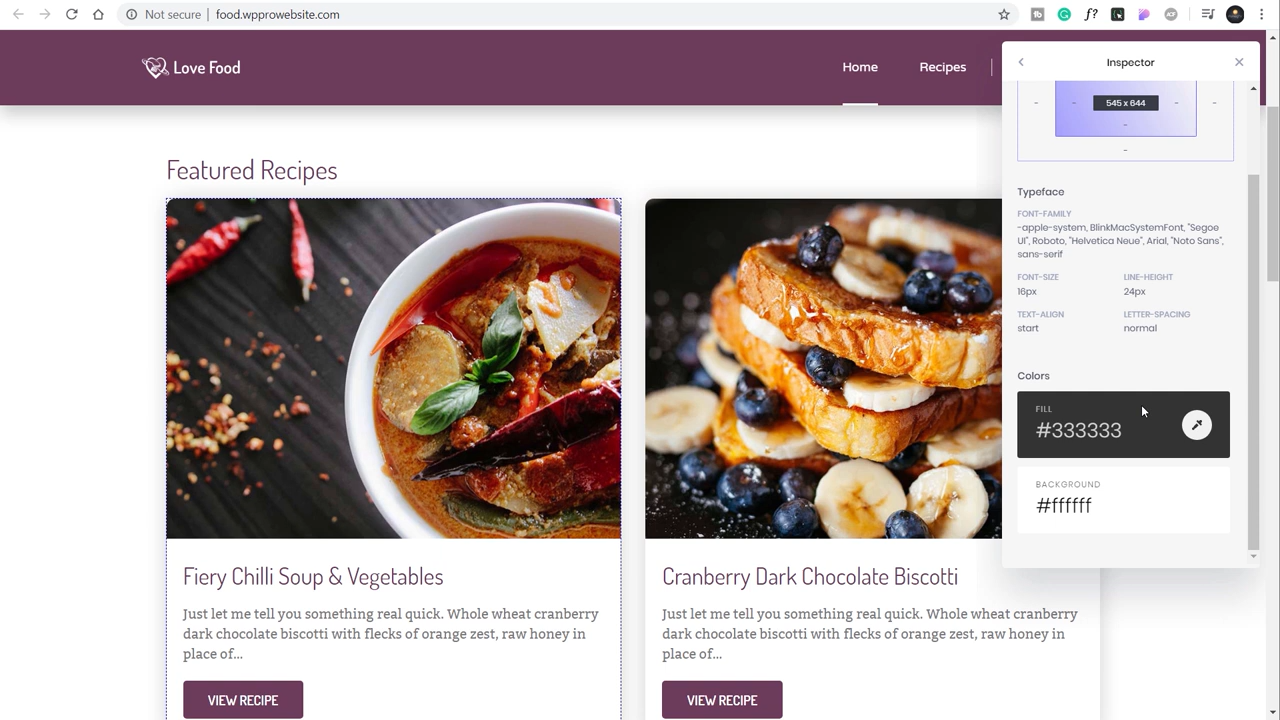 Not secure | food.wpprowebsite.com
Love Food
Home
Recipes
Inspector
545 x 644
Typeface
FONT-FAMILY
-apple-system, BlinkMacSystemFont, "Segoe
UI", Roboto, "Helvetica Neue", Arial, "Noto Sans",
sans-serif
FONT-SIZE
LINE-HEIGHT
16px
24px
TEXT-ALIGN
LETTER-SPACING
start
normal
Colors
FILL
#333333
BACKGROUND
#ffffff
Featured Recipes
Fiery Chilli Soup & Vegetables
Just let me tell you something real quick. Whole wheat cranberry
dark chocolate biscotti with flecks of orange zest, raw honey in
place of...
VIEW RECIPE
Cranberry Dark Chocolate Biscotti
Just let me tell you something real quick. Whole wheat cranberry
dark chocolate biscotti with flecks of orange zest, raw honey in
place of...
VIEW RECIPE